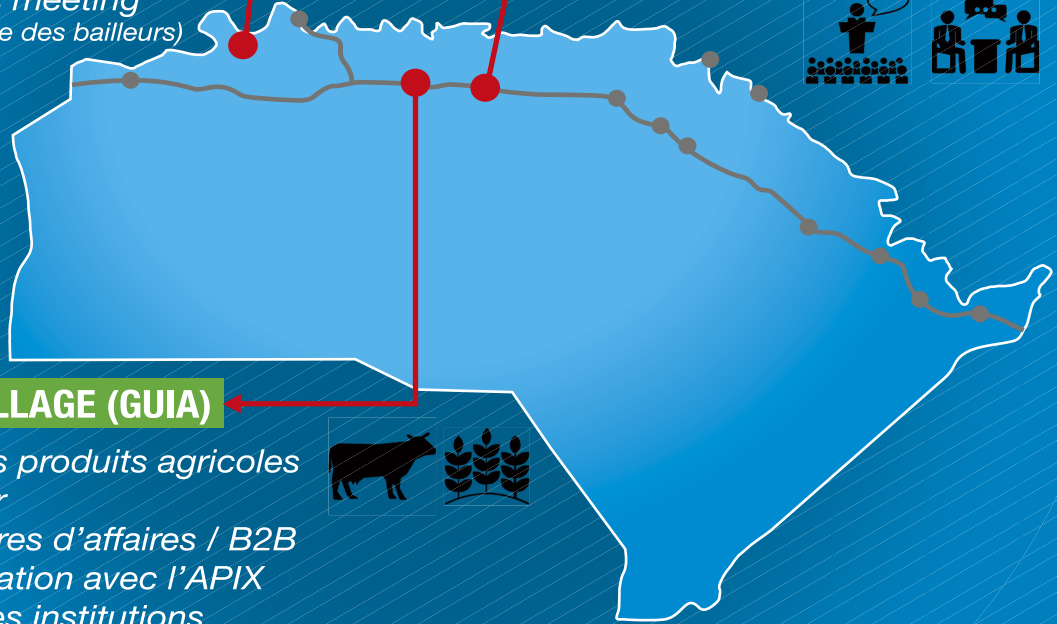 meeting
e des bailleurs)
LLAGE (GUIA)
s produits agricoles
r
res d’affaires / B2B
ation avec l’APIX
es institutions